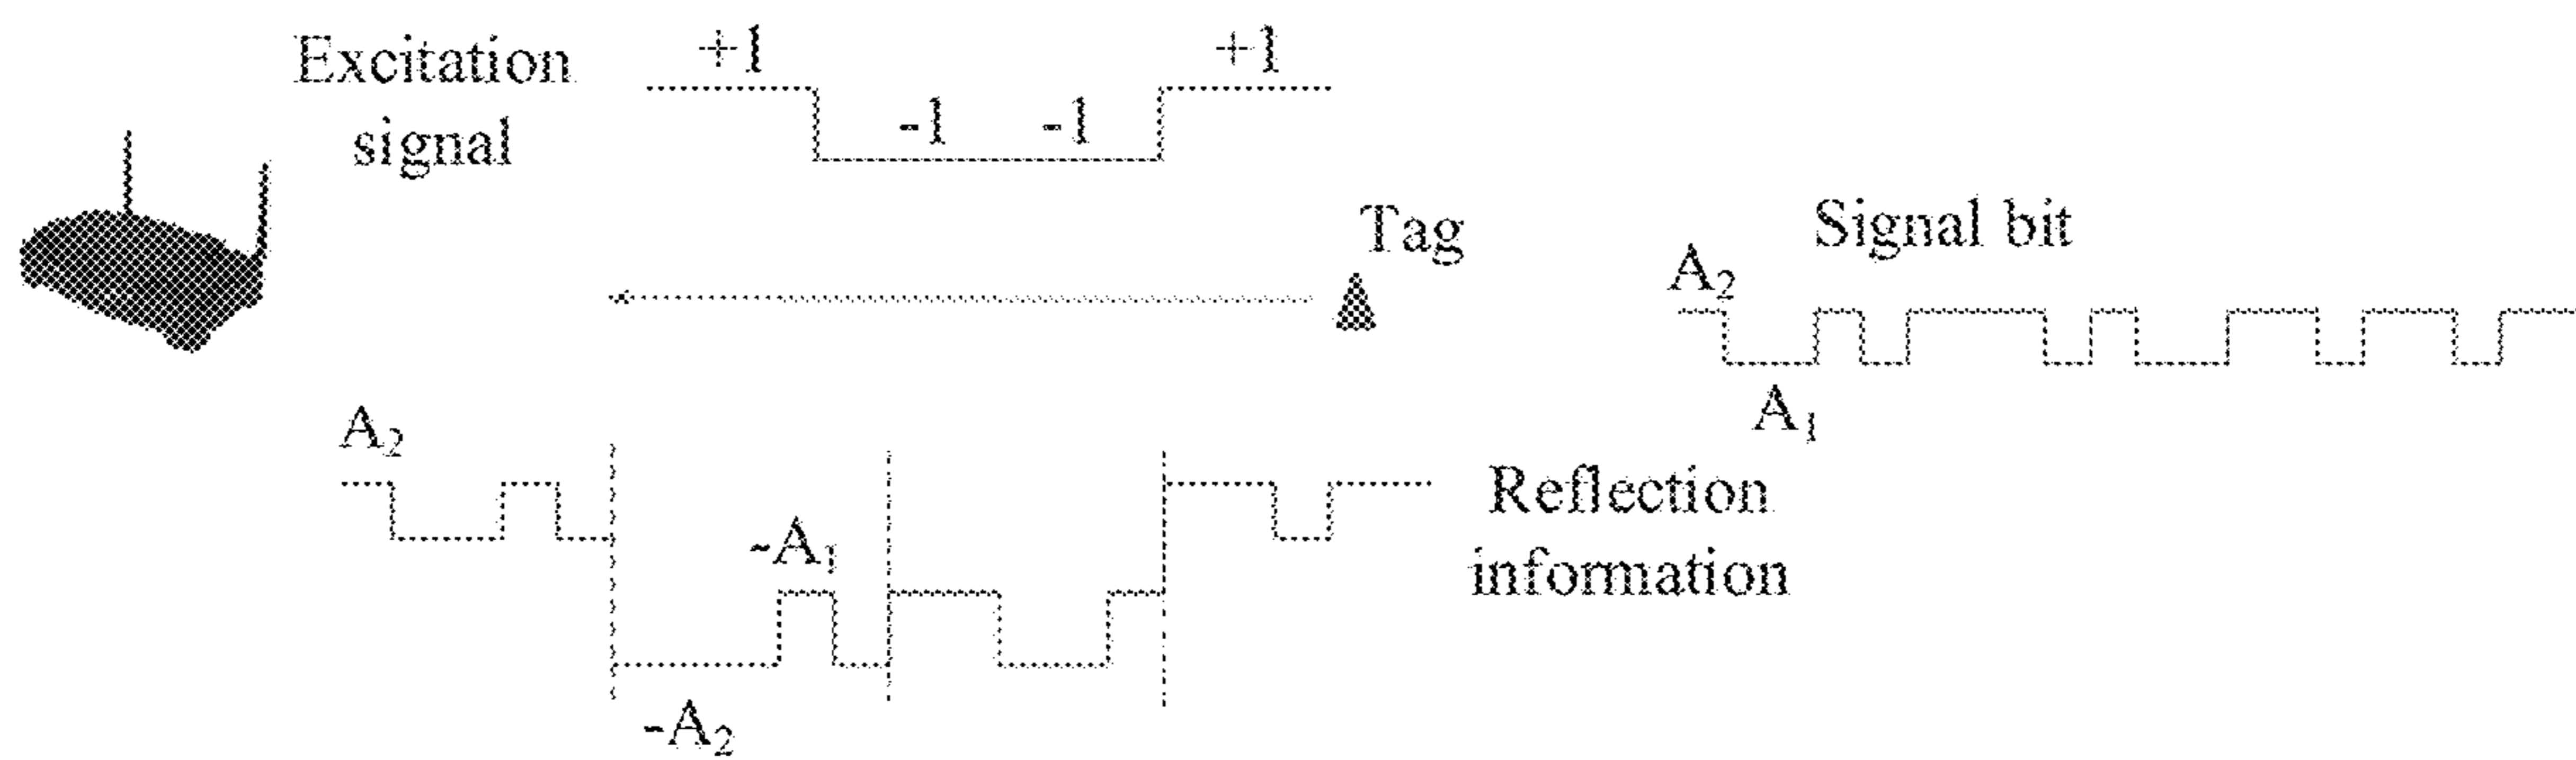 Excitation
signal
+1
-1
-1
+1
Tag
Signal bit
A₂
A₁
A₂
-A₁
-A₂
Reflection
information